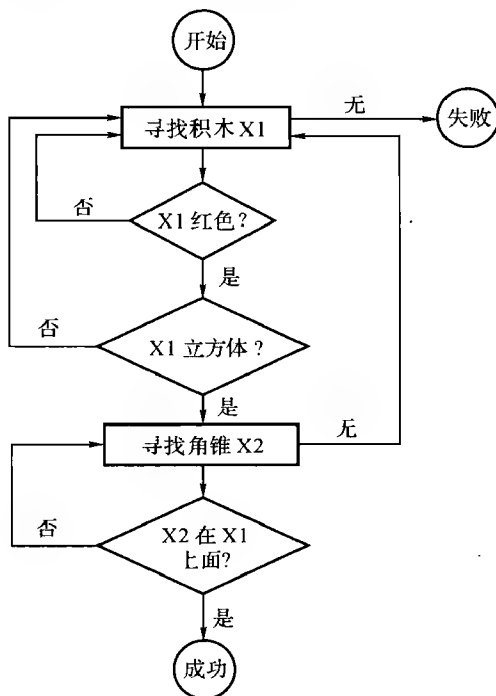 开始
寻找积木 X1
无
失败
否
X1 红色?
是
否
X1 立方体?
是
寻找角锥 X2
无
否
X2 在 X1
上面?
是
成功